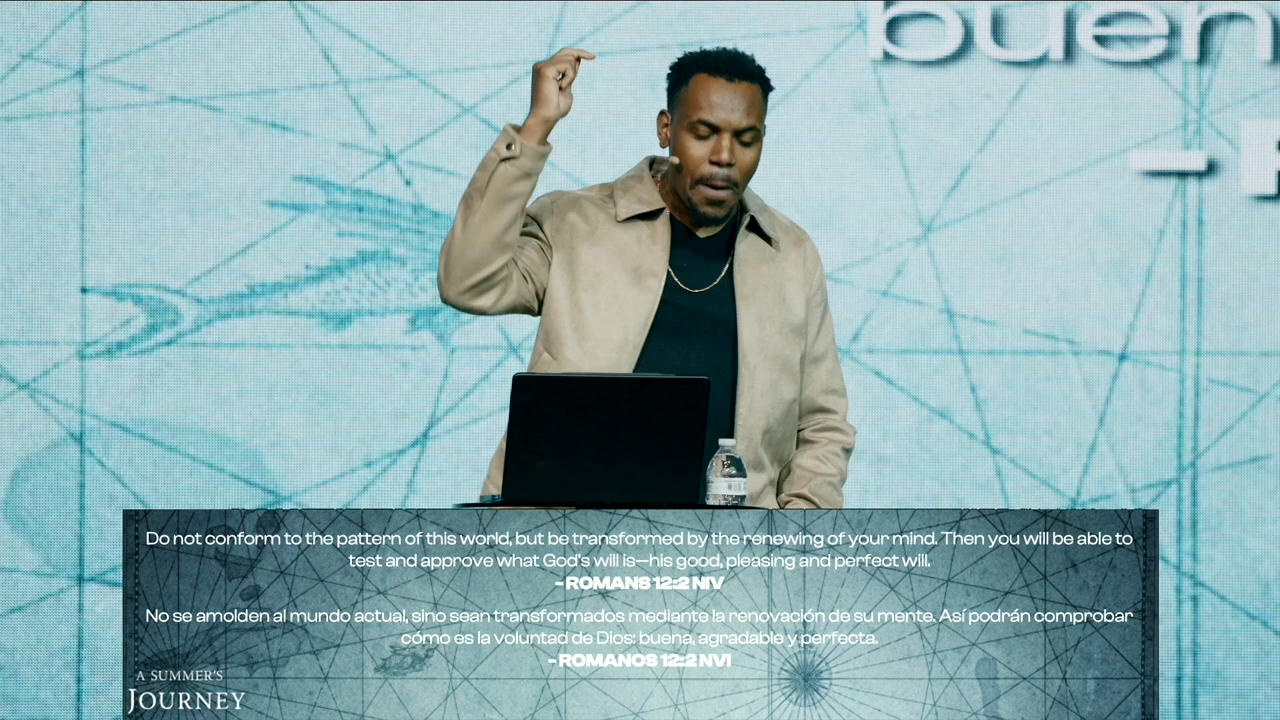 buen
Do not conform to the pattern of this world, but be transformed by the renewing of your mind. Then you will be able to
test and approve what God's will is—his good, pleasing and perfect will.
- ROMANS 12:2 NIV
No se amolden al mundo actual, sino sean transformados mediante la renovación de su mente. Así podrán comprobar
cómo es la voluntad de Dios: buena, agradable y perfecta.
- ROMANOS 12:2 NVI
A SUMMER'S
JOURNEY